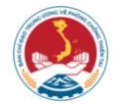 BAN CHỈ ĐẠO TRUNG ƯƠNG VỀ PHÒNG CHỐNG THIÊN TAI